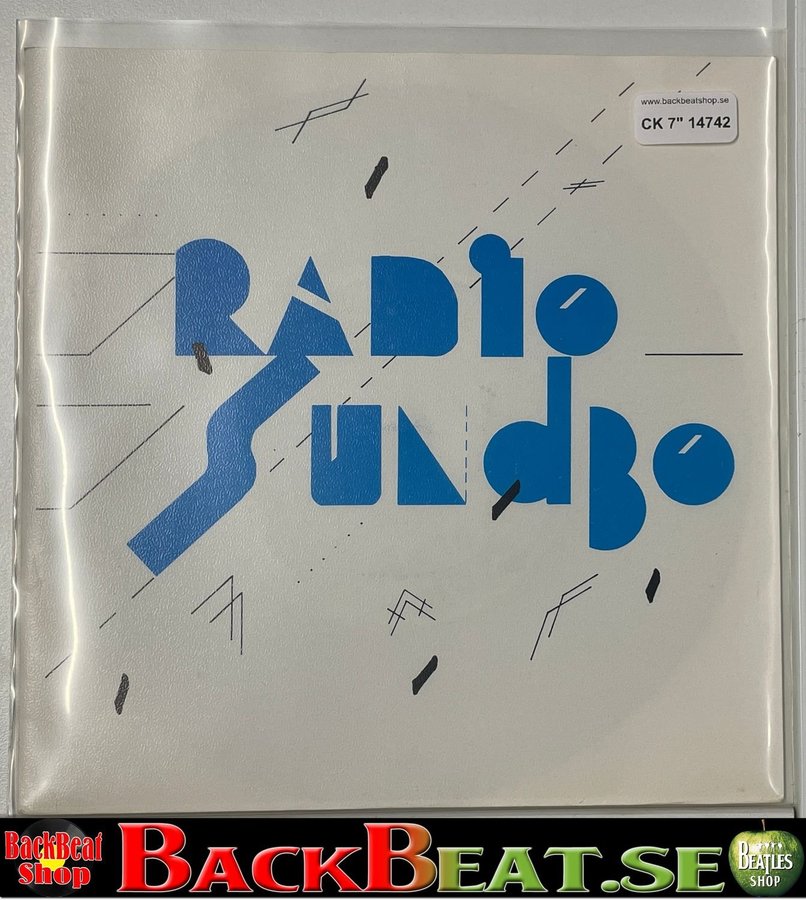 www.backbeatshop.se
CK 7" 14742
RADiO
SUNdBO
BackBeat
Shop
BACKBEAT.SE
BEATLES
SHOP